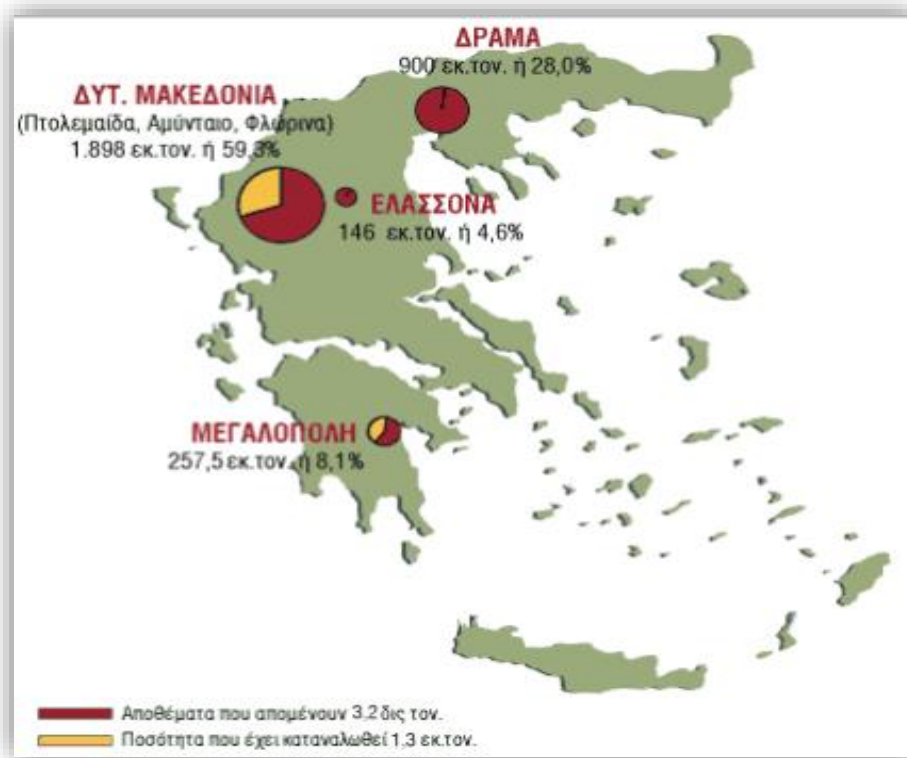 ΔΡΑΜΑ
900 εκ.τον. ή 28,0%
ΔΥΤ. ΜΑΚΕΔΟΝΙΑ
(Πτολεμαίδα, Αμύνταιο, Φλώρινα)
1.898 εκ.τον. ή 59,3%
ΕΛΑΣΣΟΝΑ
146 εκ.τον. ή 4,6%
ΜΕΓΑΛΟΠΟΛΗ
257,5 εκ.τον. ή 8,1%
Αποθέματα που απομένουν 3,2 δις τον.
Ποσότητα που έχει καταναλωθεί 1,3 εκ.τον.